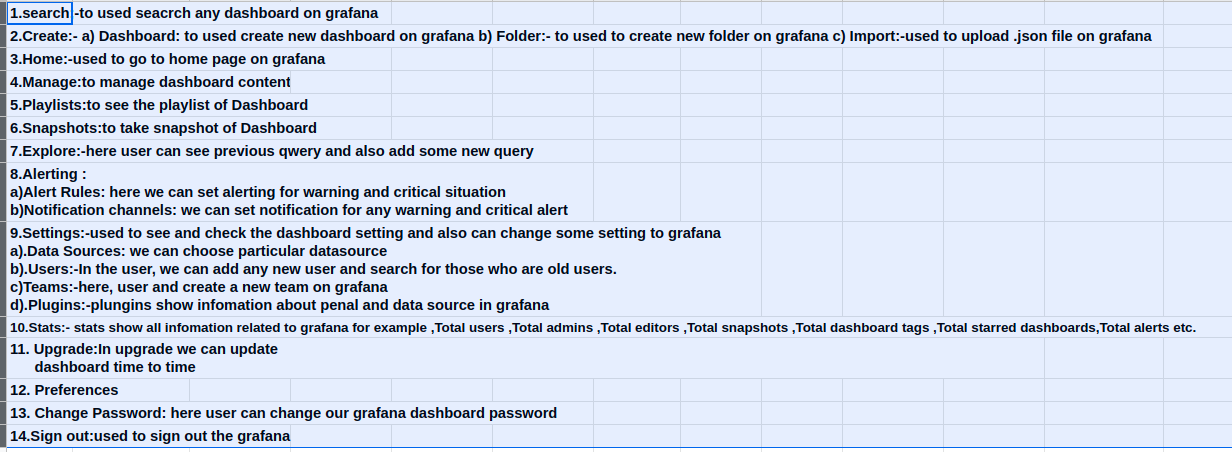 1.search -to used seacrch any dashboard on grafana
2.Create:- a) Dashboard: to used create new dashboard on grafana b) Folder:- to used to create new folder on grafana c) Import:-used to upload .json file on grafana
3.Home:-used to go to home page on grafana
4.Manage:to manage dashboard content
5.Playlists:to see the playlist of Dashboard
6.Snapshots:to take snapshot of Dashboard
7.Explore:-here user can see previous qwery and also add some new query
8.Alerting :
a)Alert Rules: here we can set alerting for warning and critical situation
b)Notification channels: we can set notification for any warning and critical alert
9.Settings:-used to see and check the dashboard setting and also can change some setting to grafana
a).Data Sources: we can choose particular datasource
b).Users:-In the user, we can add any new user and search for those who are old users.
c)Teams:-here, user and create a new team on grafana
d).Plugins:-plungins show infomation about penal and data source in grafana
10.Stats:- stats show all infomation related to grafana for example ,Total users ,Total admins ,Total editors ,Total snapshots ,Total dashboard tags ,Total starred dashboards,Total alerts etc.
11. Upgrade:In upgrade we can update
dashboard time to time
12. Preferences
13. Change Password: here user can change our grafana dashboard password
14.Sign out:used to sign out the grafana